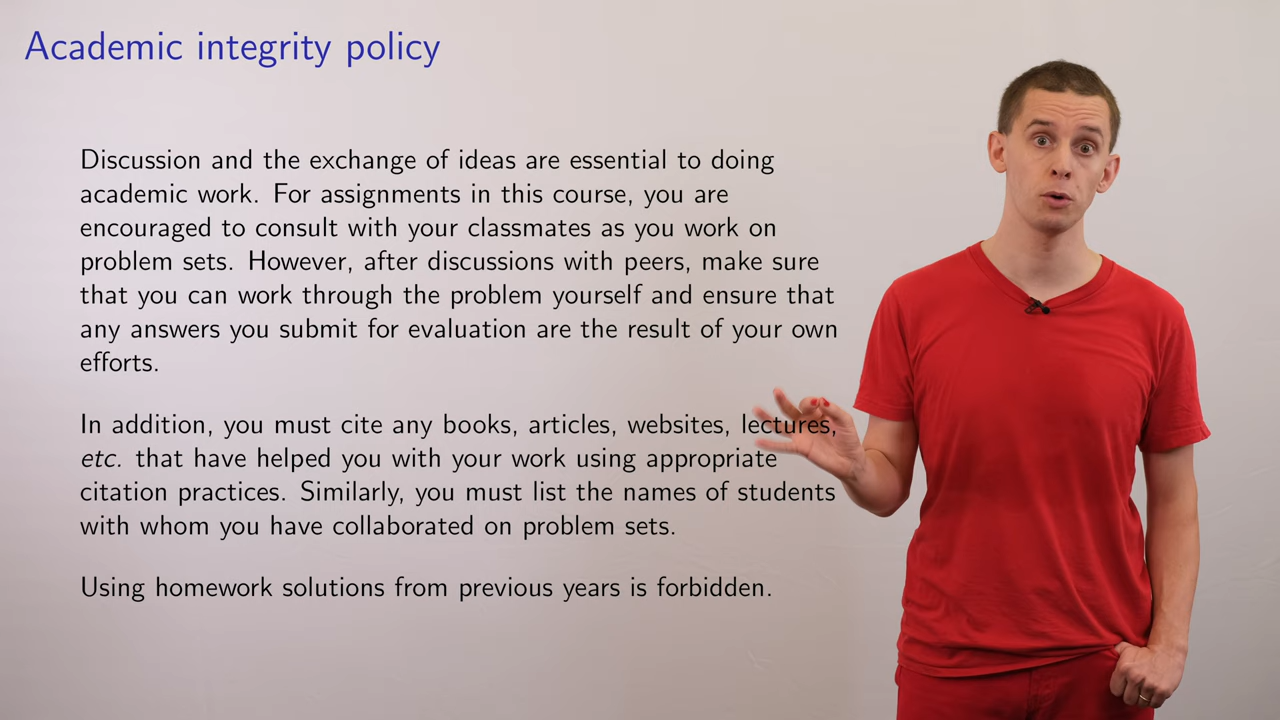 Academic integrity policy
Discussion and the exchange of ideas are essential to doing
academic work. For assignments in this course, you are
encouraged to consult with your classmates as you work on
problem sets. However, after discussions with peers, make sure
that you can work through the problem yourself and ensure that
any answers you submit for evaluation are the result of your own
efforts.
In addition, you must cite any books, articles, websites, lectures,
etc. that have helped you with your work using appropriate
citation practices. Similarly, you must list the names of students
with whom you have collaborated on problem sets.
Using homework solutions from previous years is forbidden.